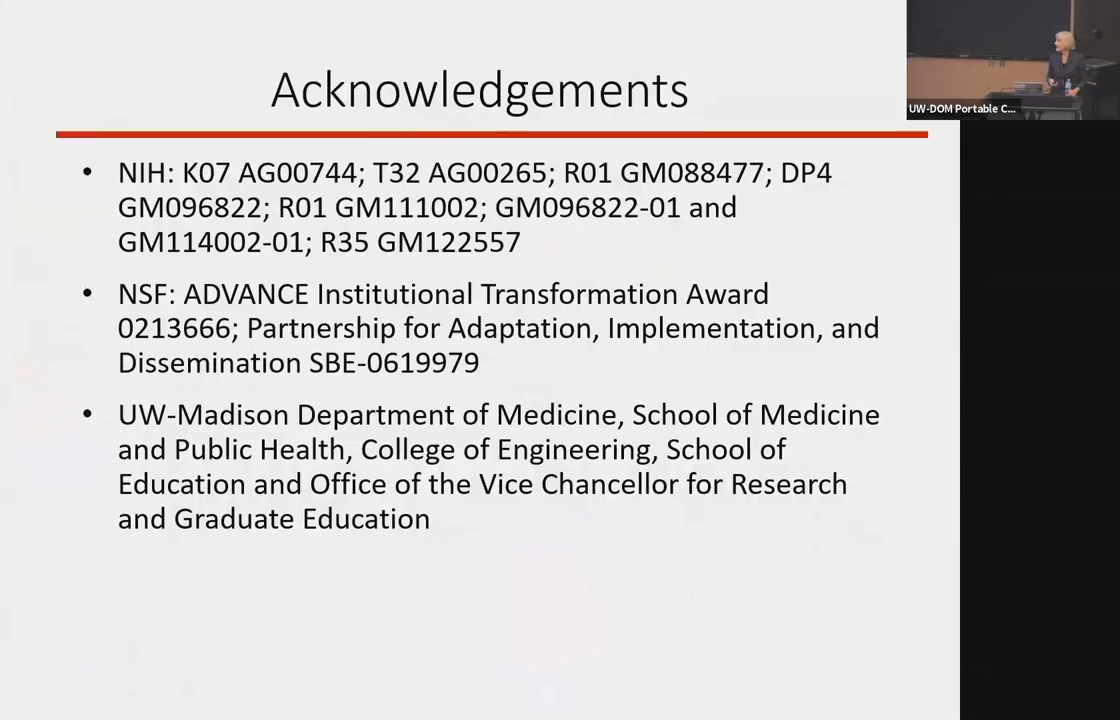 Acknowledgements
• NIH: K07 AG00744; T32 AG00265; R01 GM088477; DP4
GM096822; R01 GM111002; GM096822-01 and
GM114002-01; R35 GM122557
• NSF: ADVANCE Institutional Transformation Award
0213666; Partnership for Adaptation, Implementation, and
Dissemination SBE-0619979
• UW-Madison Department of Medicine, School of Medicine
and Public Health, College of Engineering, School of
Education and Office of the Vice Chancellor for Research
and Graduate Education
UW-DOM Portable C...